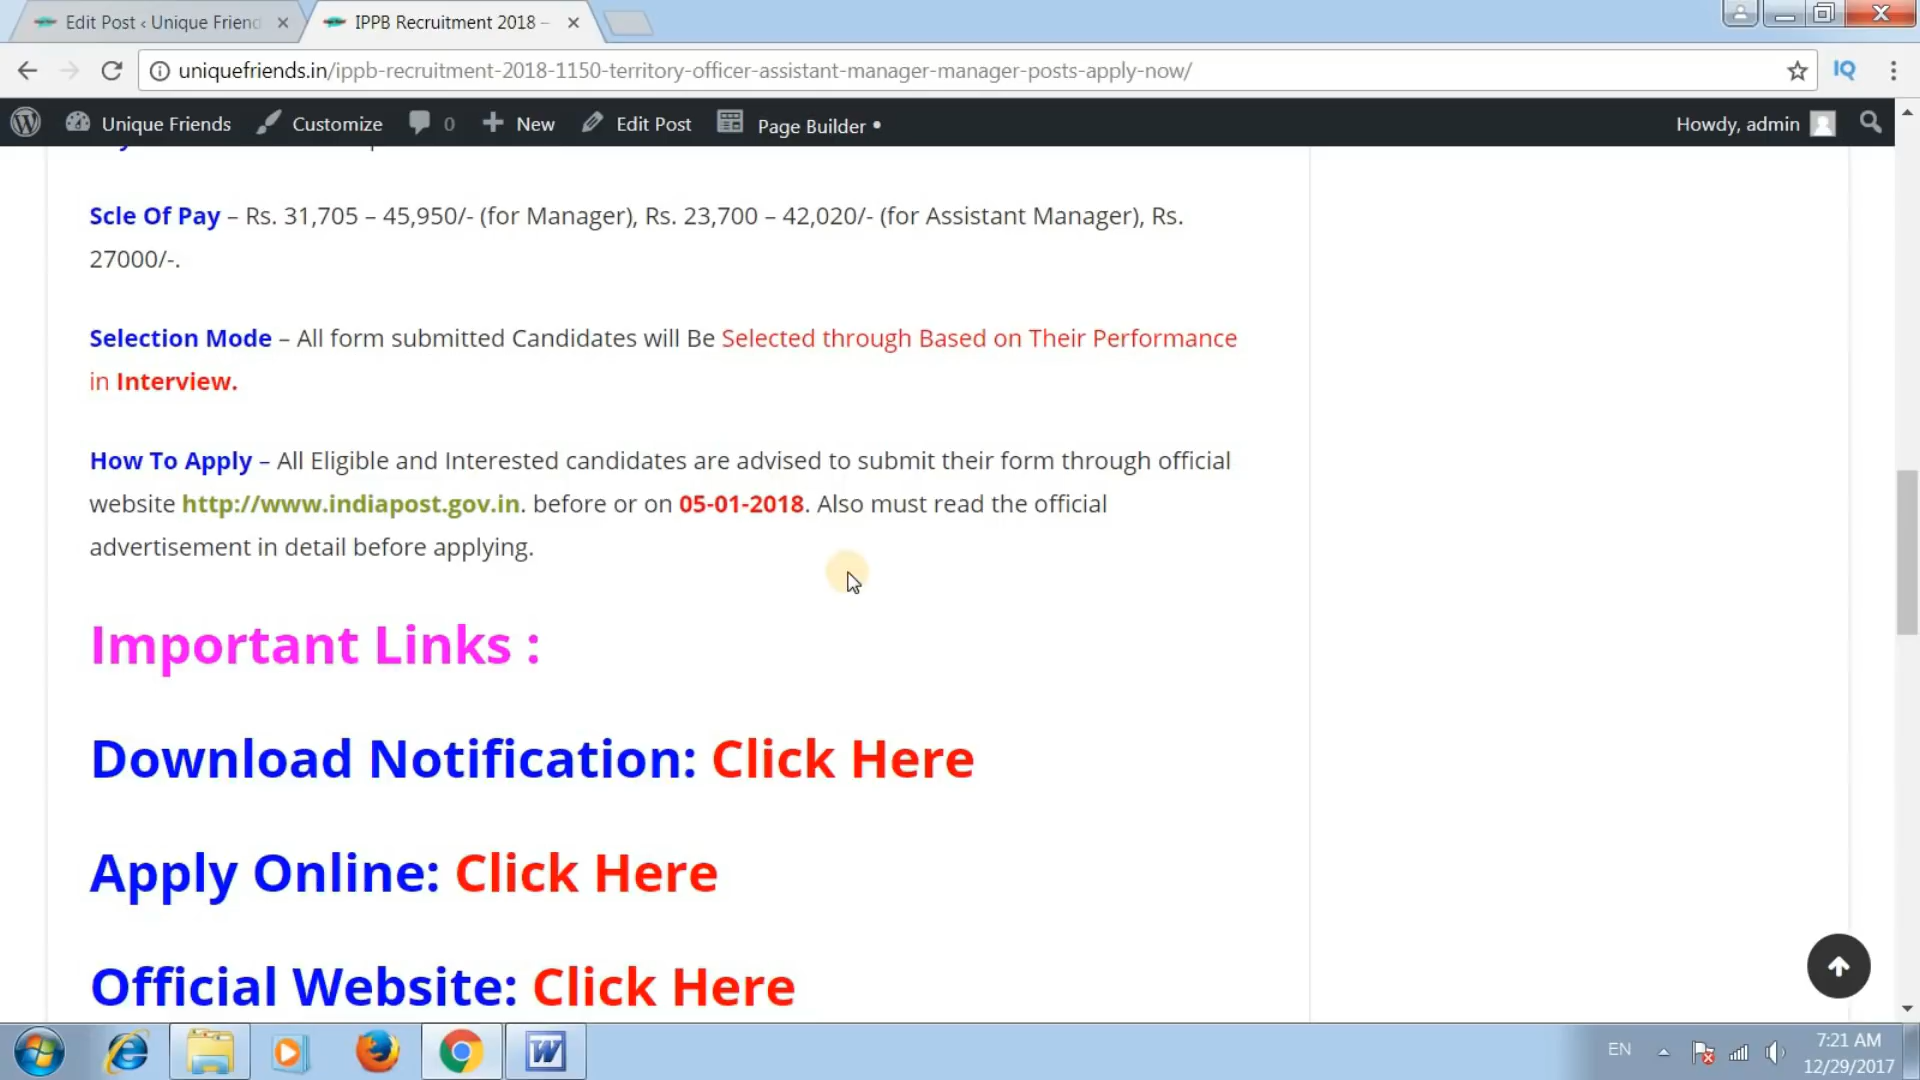 Edit Post ‹ Unique Friend
IPPB Recruitment 2018 –
uniquefriends.in/ippb-recruitment-2018-1150-territory-officer-assistant-manager-manager-posts-apply-now/
IQ
Unique Friends Customize 0 New Edit Post Page Builder Howdy, admin
Scle Of Pay – Rs. 31,705 – 45,950/- (for Manager), Rs. 23,700 – 42,020/- (for Assistant Manager), Rs.
27000/-.
Selection Mode – All form submitted Candidates will Be Selected through Based on Their Performance
in Interview.
How To Apply – All Eligible and Interested candidates are advised to submit their form through official
website http://www.indiapost.gov.in. before or on 05-01-2018. Also must read the official
advertisement in detail before applying.
Important Links :
Download Notification: Click Here
Apply Online: Click Here
Official Website: Click Here
EN
7:21 AM
12/29/2017